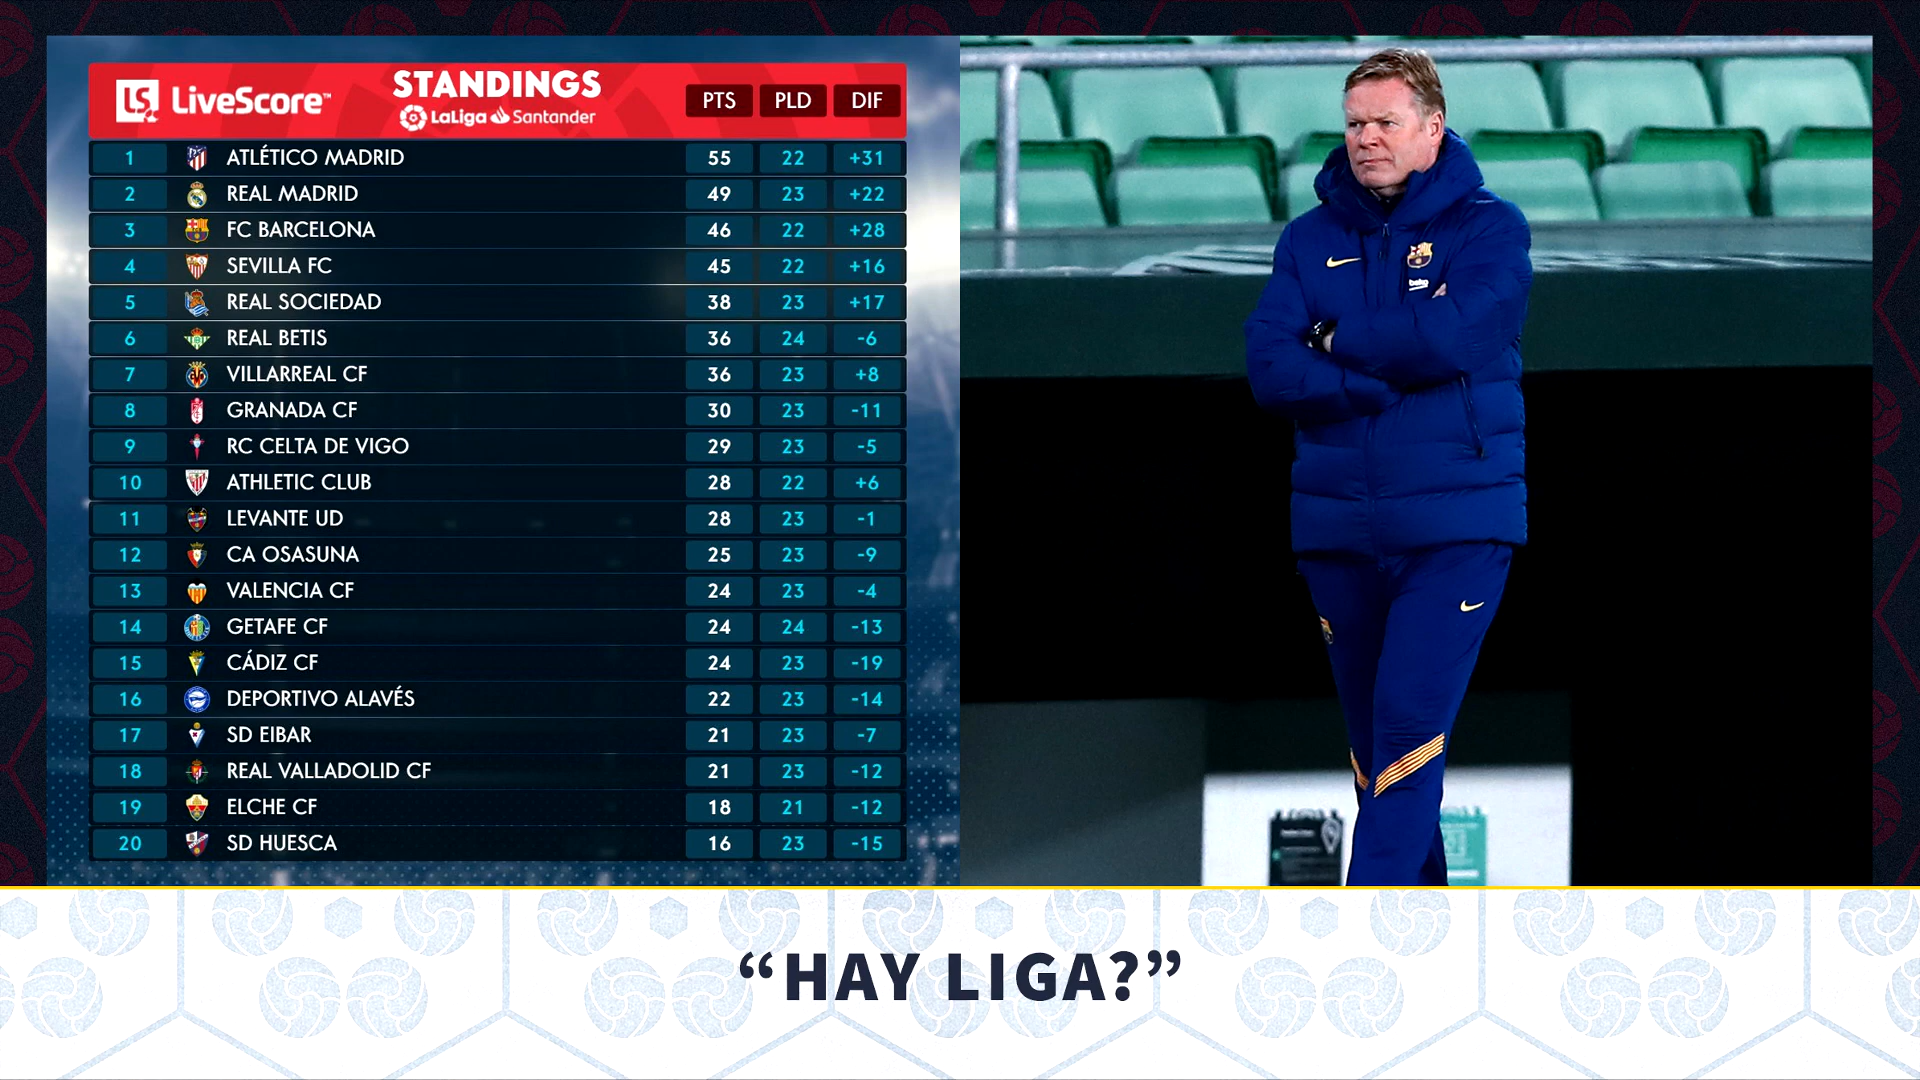 LS LiveScore™ STANDINGS PTS PLD DIF
LaLiga Santander
1 ATLÉTICO MADRID 55 22 +31
2 REAL MADRID 49 23 +22
3 FC BARCELONA 46 22 +28
4 SEVILLA FC 45 22 +16
5 REAL SOCIEDAD 38 23 +17
6 REAL BETIS 36 24 -6
7 VILLARREAL CF 36 23 +8
8 GRANADA CF 30 23 -11
9 RC CELTA DE VIGO 29 23 -5
10 ATHLETIC CLUB 28 22 +6
11 LEVANTE UD 28 23 -1
12 CA OSASUNA 25 23 -9
13 VALENCIA CF 24 23 -4
14 GETAFE CF 24 24 -13
15 CÁDIZ CF 24 23 -19
16 DEPORTIVO ALAVÉS 22 23 -14
17 SD EIBAR 21 23 -7
18 REAL VALLADOLID CF 21 23 -12
19 ELCHE CF 18 21 -12
20 SD HUESCA 16 23 -15
beko
“HAY LIGA?”